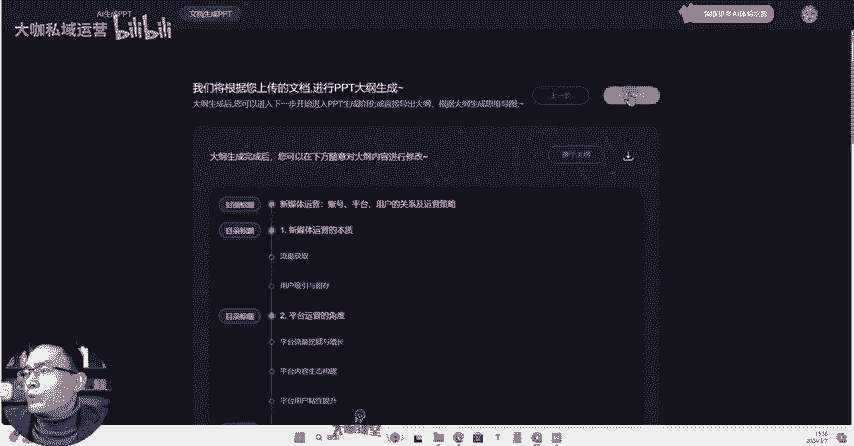 AI生成PPT
文档生成PPT
大咖私域运营 bilibili
我们将根据您上传的文档,进行PPT大纲生成~
上一步
大纲生成后,您可以进入下一步开始进入PPT生成阶段;或直接导出大纲、根据大纲生成思维导图;~
大纲生成完成后，您可以在下方随意对大纲内容进行修改~
封面标题
新媒体运营：账号、平台、用户的关系及运营策略
目录标题
1. 新媒体运营的本质
流量获取
用户吸引与留存
目录标题
2. 平台运营的角度
平台流量挖掘与增长
平台内容生态构建
平台用户粘性提升
大咖课堂